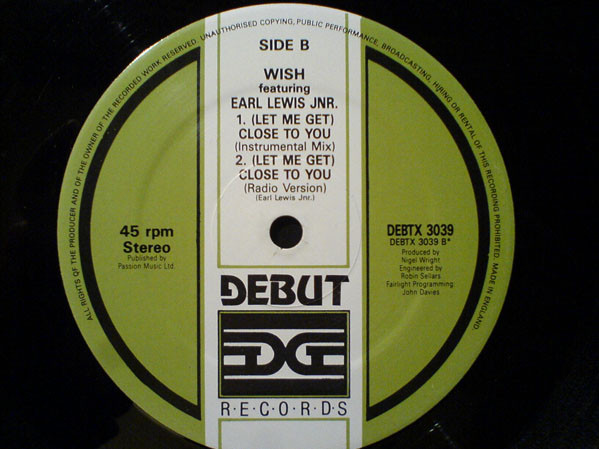 ALL RIGHTS OF THE PRODUCER AND OF THE OWNER OF THE RECORDED WORK RESERVED. UNAUTHORISED COPYING, PUBLIC PERFORMANCE, BROADCASTING, HIRING OR RENTAL OF THIS RECORDING PROHIBITED. MADE IN ENGLAND.
SIDE B
WISH
featuring
EARL LEWIS JNR.
1. (LET ME GET)
CLOSE TO YOU
(Instrumental Mix)
2. (LET ME GET)
CLOSE TO YOU
(Radio Version)
(Earl Lewis Jnr.)
45 rpm
Stereo
Published by
Passion Music Ltd.
DEBTX 3039
DEBTX 3039 B*
Produced by
Nigel Wright
Engineered by
Robin Sellars
Fairlight Programming:
John Davies
DEBUT
R·E·C·O·R·D·S